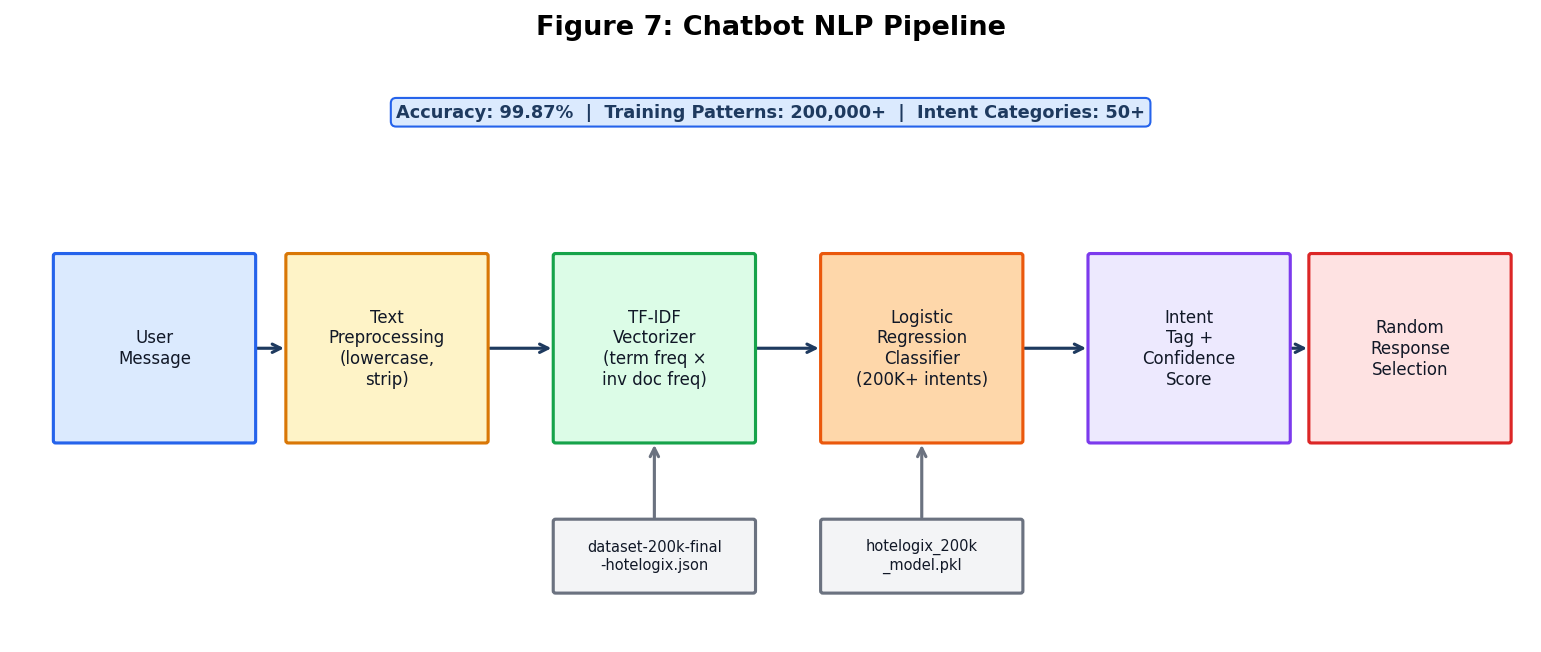 Figure 7: Chatbot NLP Pipeline
Accuracy: 99.87% | Training Patterns: 200,000+ | Intent Categories: 50+
User
Message
Text
Preprocessing
(lowercase,
strip)
TF-IDF
Vectorizer
(term freq ×
inv doc freq)
Logistic
Regression
Classifier
(200K+ intents)
Intent
Tag +
Confidence
Score
Random
Response
Selection
dataset-200k-final
-hotelogix.json
hotelogix_200k
_model.pkl